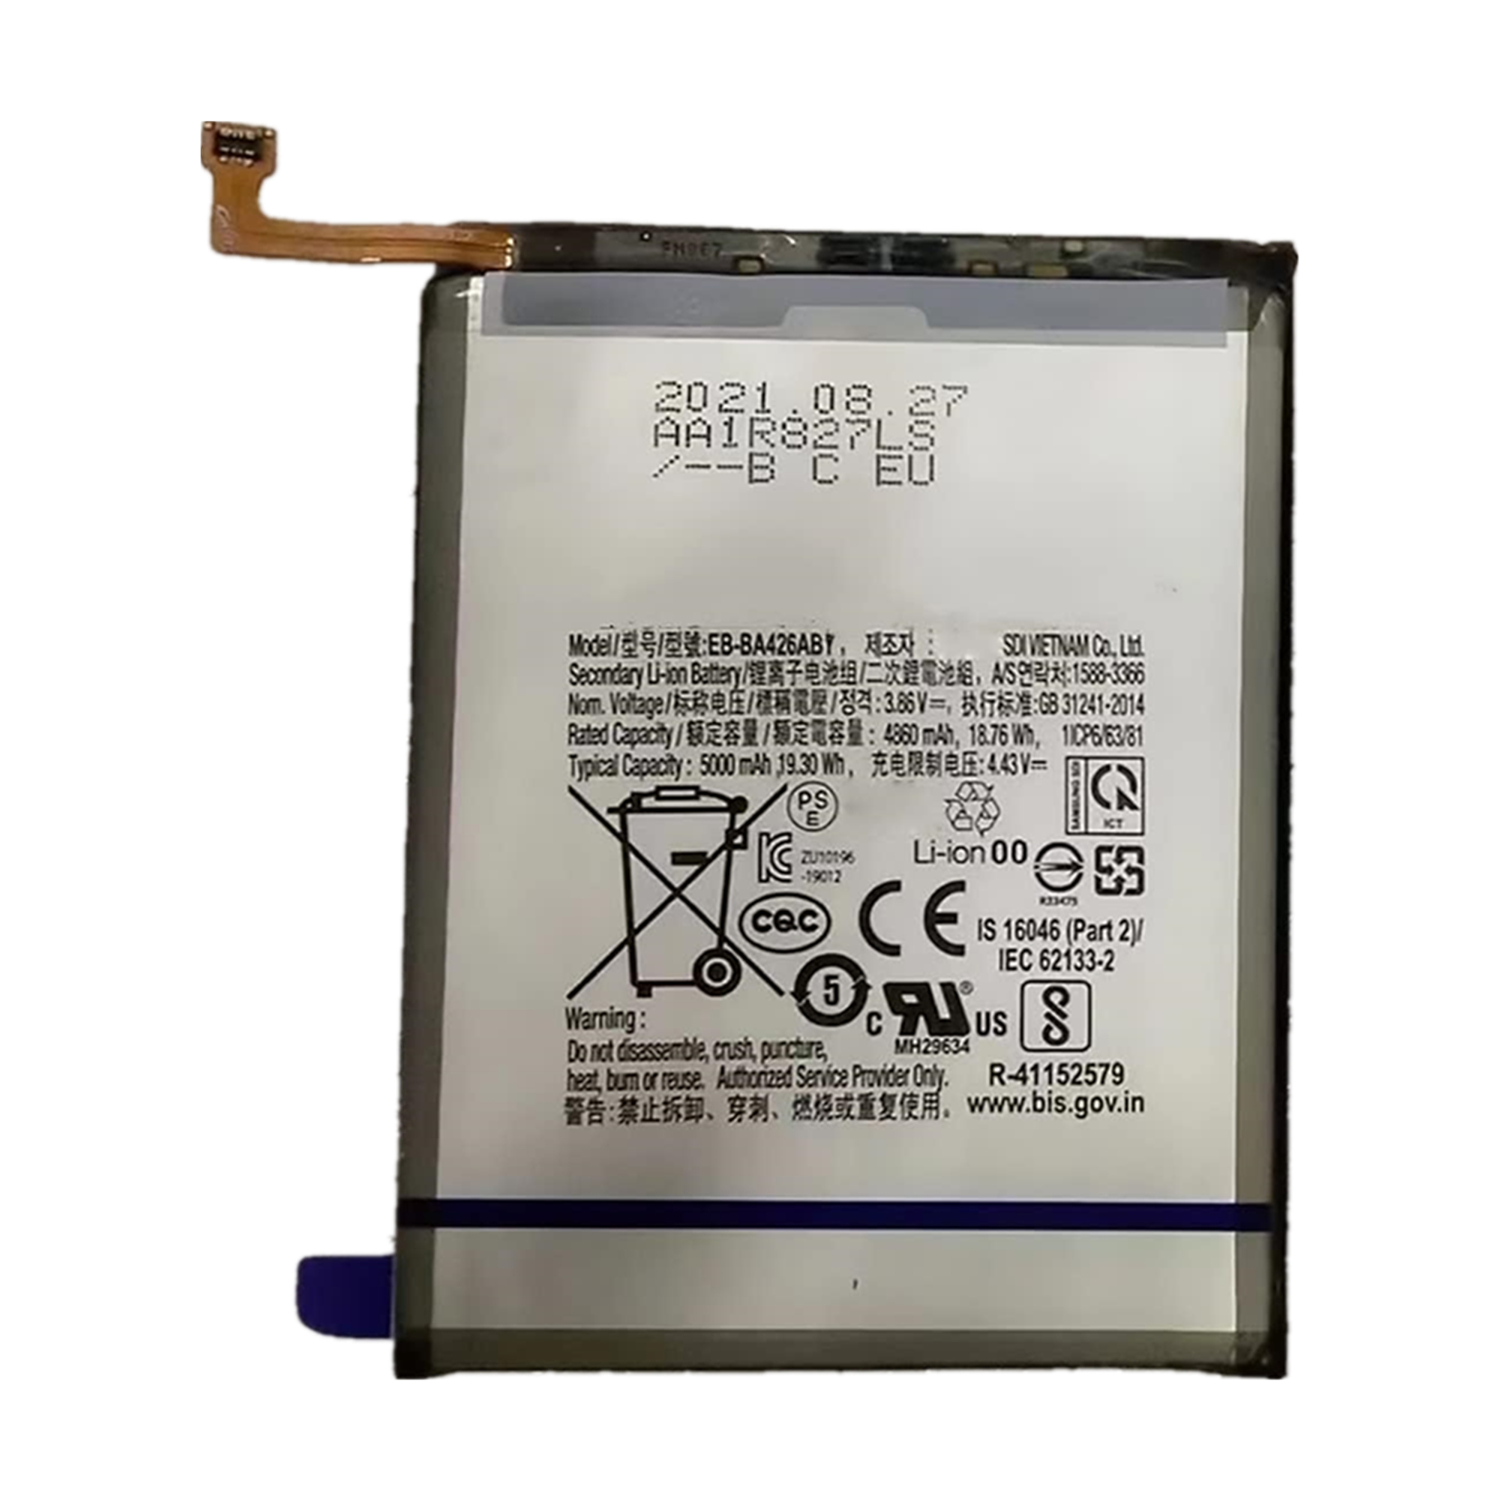 FN967
2021.08.27
AA1R827LS
/--B C EU
Model/型号/型號:EB-BA426ABY, 제조자 : SDI VIETNAM Co., Ltd.
Secondary Li-ion Battery/锂离子电池组/二次鋰電池組, A/S연락처:1588-3366
Nom. Voltage/标称电压/標稱電壓/정격:3.86V⎓, 执行标准:GB 31241-2014
Rated Capacity/額定容量/額定電容量: 4860 mAh, 18.76 Wh, 1ICP6/63/81
Typical Capacity: 5000 mAh ,19.30 Wh, 充电限制电压:4.43V⎓
PS
E
SAMSUNG SDI
ICT
ZU10196
-19012
Li-ion 00
R33475
CQC
CE
IS 16046 (Part 2)/
IEC 62133-2
5
C RU® US
MH29634
Warning:
Do not disassemble, crush, puncture,
heat, burn or reuse. Authorized Service Provider Only.
警告:禁止拆卸、穿刺、燃烧或重复使用。
R-41152579
www.bis.gov.in